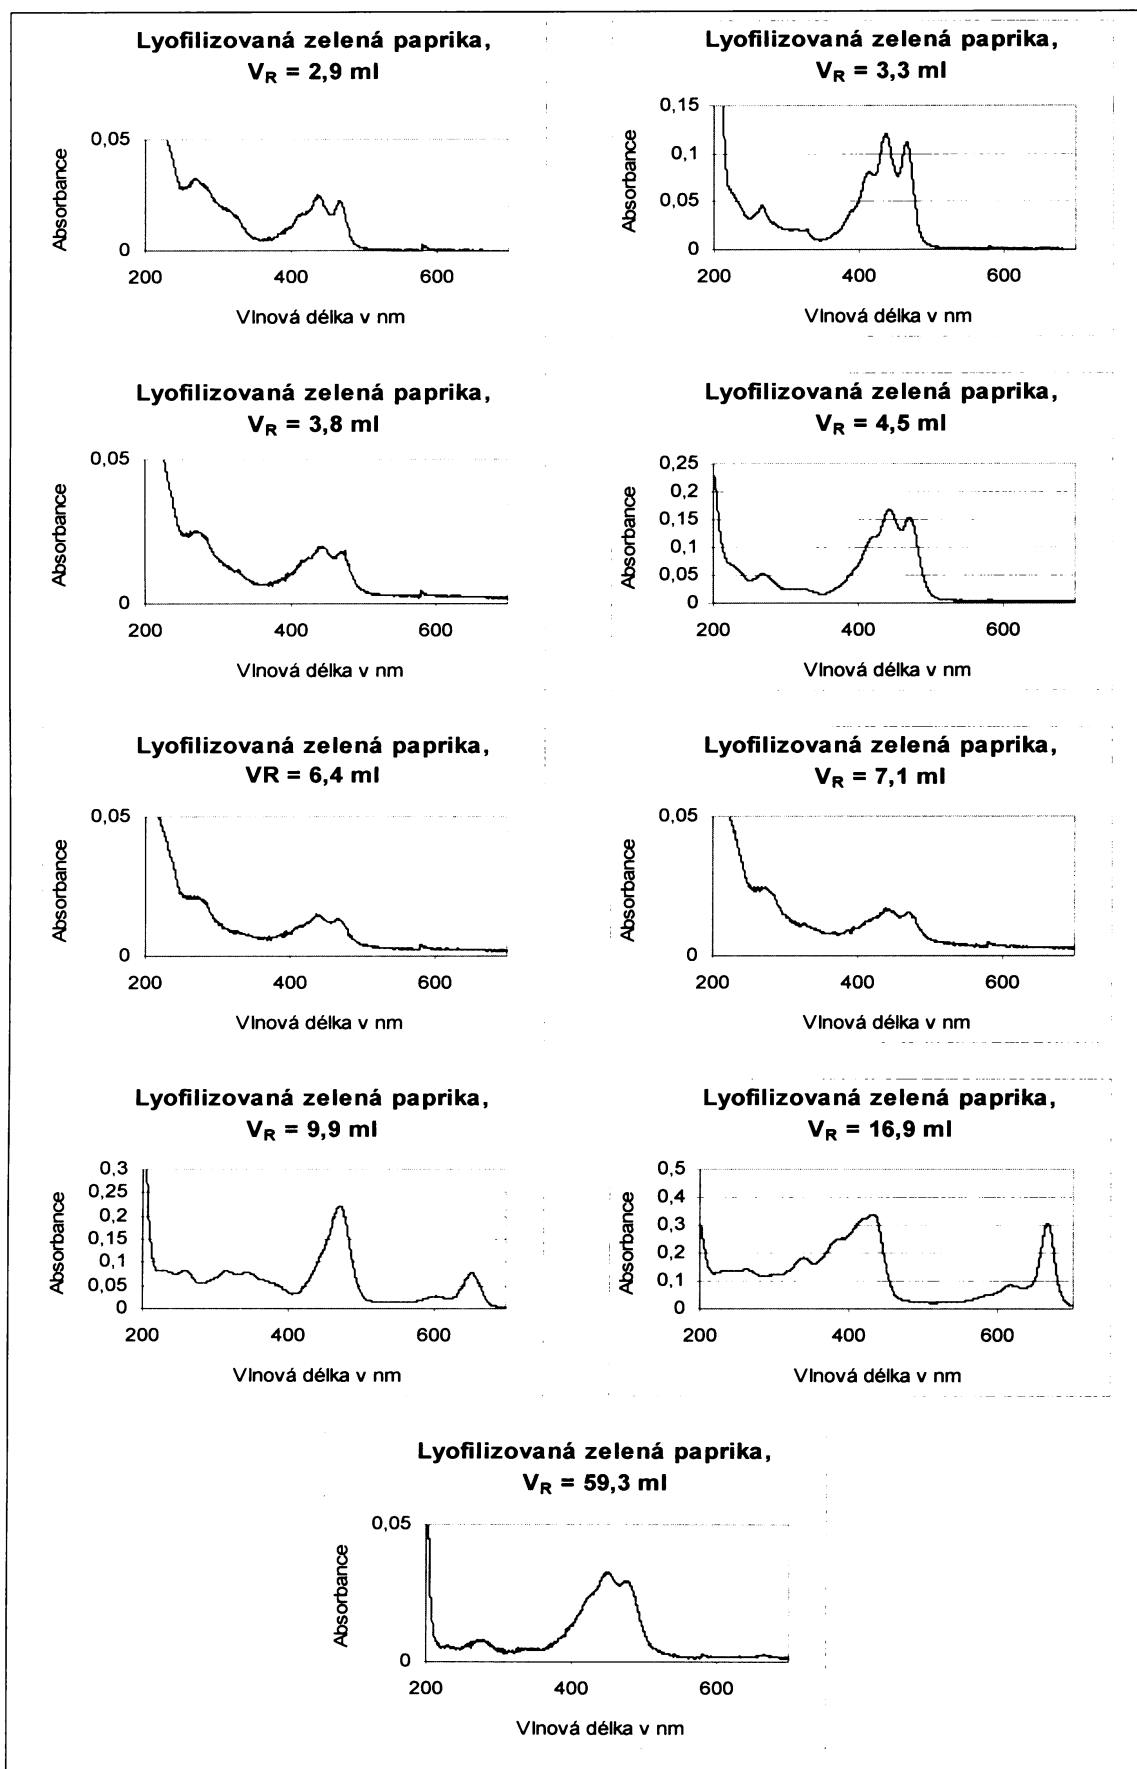 Lyofilizovaná zelená paprika,
VR = 2,9 ml
Absorbance
0,05
0
200 400 600
Vlnová délka v nm
Lyofilizovaná zelená paprika,
VR = 3,3 ml
Absorbance
0,15
0,1
0,05
0
200 400 600
Vlnová délka v nm
Lyofilizovaná zelená paprika,
VR = 3,8 ml
Absorbance
0,05
0
200 400 600
Vlnová délka v nm
Lyofilizovaná zelená paprika,
VR = 4,5 ml
Absorbance
0,25
0,2
0,15
0,1
0,05
0
200 400 600
Vlnová délka v nm
Lyofilizovaná zelená paprika,
VR = 6,4 ml
Absorbance
0,05
0
200 400 600
Vlnová délka v nm
Lyofilizovaná zelená paprika,
VR = 7,1 ml
Absorbance
0,05
0
200 400 600
Vlnová délka v nm
Lyofilizovaná zelená paprika,
VR = 9,9 ml
Absorbance
0,3
0,25
0,2
0,15
0,1
0,05
0
200 400 600
Vlnová délka v nm
Lyofilizovaná zelená paprika,
VR = 16,9 ml
Absorbance
0,5
0,4
0,3
0,2
0,1
0
200 400 600
Vlnová délka v nm
Lyofilizovaná zelená paprika,
VR = 59,3 ml
Absorbance
0,05
0
200 400 600
Vlnová délka v nm